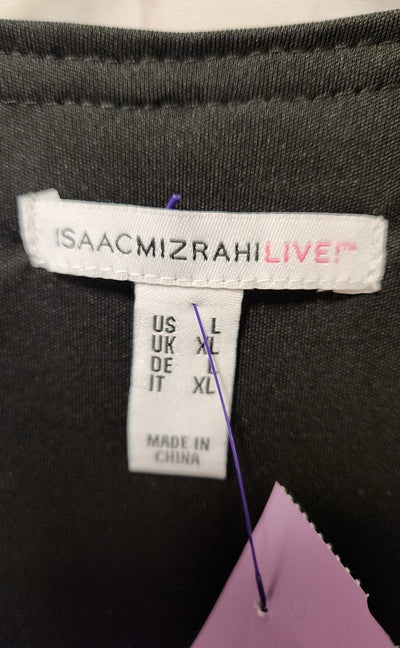 ISAACMIZRAHILIVE!™
US L
UK XL
DE L
IT XL
MADE IN
CHINA